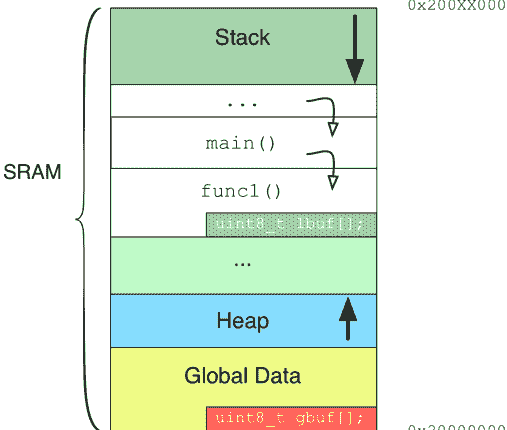 0x200XX000
Stack
...
main()
SRAM
func1()
uint8_t lbuf[];
...
Heap
Global Data
uint8_t gbuf[];
0x20000000